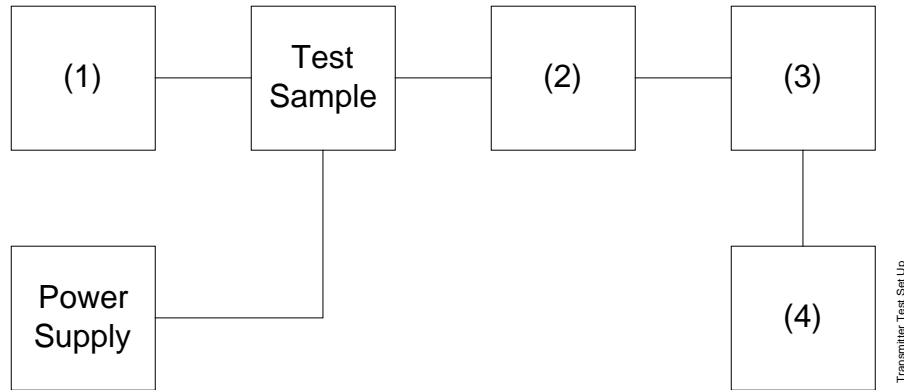 (1)
Test
Sample
(2)
(3)
Power
Supply
(4)
Transmitter Test Set Up